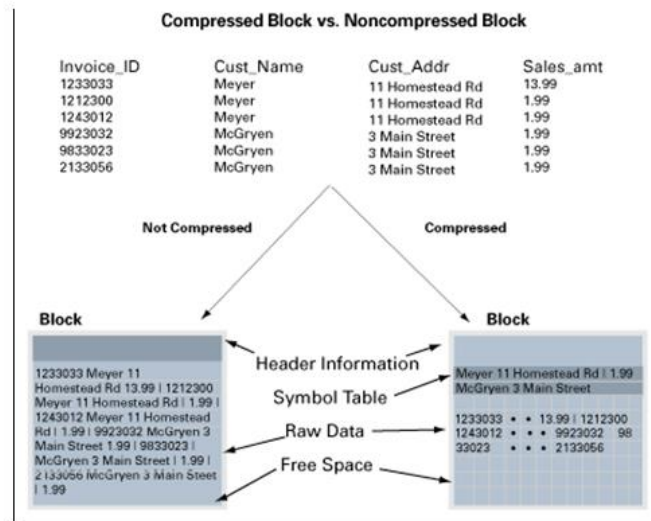 Compressed Block vs. Noncompressed Block
Invoice_ID Cust_Name Cust_Addr Sales_amt
1233033 Meyer 11 Homestead Rd 13.99
1212300 Meyer 11 Homestead Rd 1.99
1243012 Meyer 11 Homestead Rd 1.99
9923032 McGryen 3 Main Street 1.99
9833023 McGryen 3 Main Street 1.99
2133056 McGryen 3 Main Street 1.99
Not Compressed
Compressed
Block
1233033 Meyer 11
Homestead Rd 13.99 | 1212300
Meyer 11 Homestead Rd | 1.99 |
1243012 Meyer 11 Homestead
Rd | 1.99 | 9923032 McGryen 3
Main Street 1.99 | 9833023 |
McGryen 3 Main Street | 1.99 |
2133056 McGryen 3 Main Steet
| 1.99
Header Information
Symbol Table
Raw Data
Free Space
Block
Meyer 11 Homestead Rd | 1.99
McGryen 3 Main Street
1233033 • • 13.99 | 1212300
1243012 • • • 9923032 98
33023 • • • 2133056